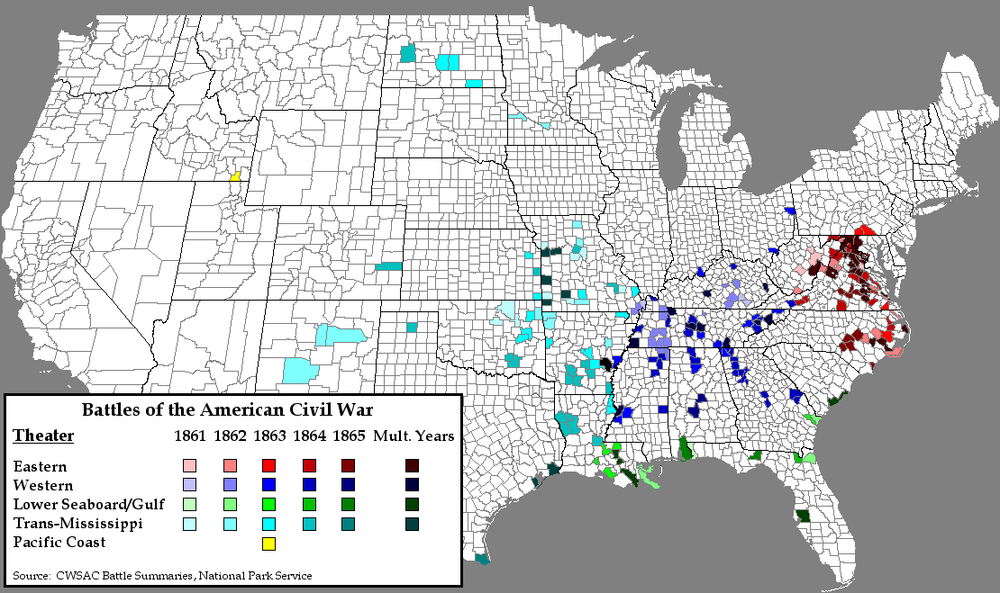 Battles of the American Civil War
Theater 1861 1862 1863 1864 1865 Mult. Years
Eastern
Western
Lower Seaboard/Gulf
Trans-Mississippi
Pacific Coast
Source: CWSAC Battle Summaries, National Park Service